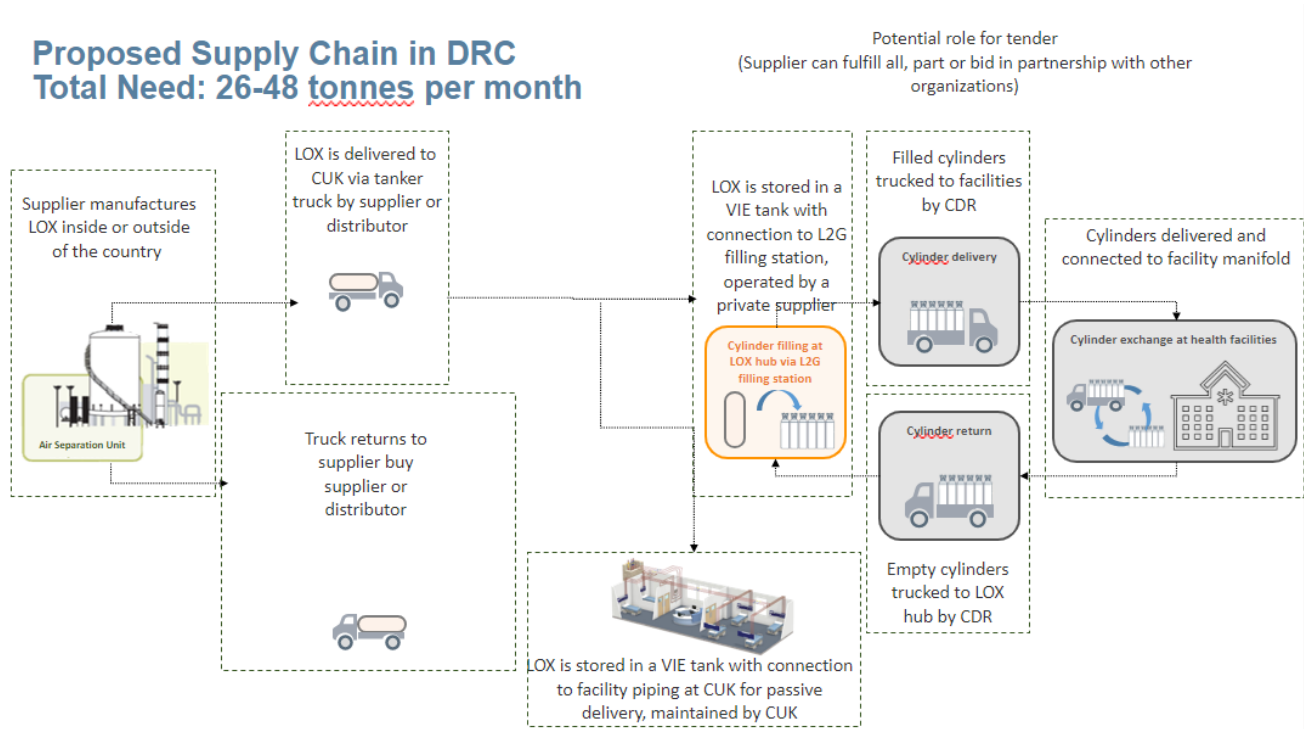 Proposed Supply Chain in DRC
Total Need: 26-48 tonnes per month
Potential role for tender
(Supplier can fulfill all, part or bid in partnership with other
organizations)
Supplier manufactures
LOX inside or outside
of the country
Air Separation Unit
LOX is delivered to
CUK via tanker
truck by supplier or
distributor
Truck returns to
supplier buy
supplier or
distributor
LOX is stored in a
VIE tank with
connection to L2G
filling station,
operated by a
private supplier
Cylinder filling at
LOX hub via L2G
filling station
Filled cylinders
trucked to facilities
by CDR
Cylinder delivery
Cylinders delivered and
connected to facility manifold
Cylinder exchange at health facilities
Cylinder return
Empty cylinders
trucked to LOX
hub by CDR
LOX is stored in a VIE tank with connection
to facility piping at CUK for passive
delivery, maintained by CUK